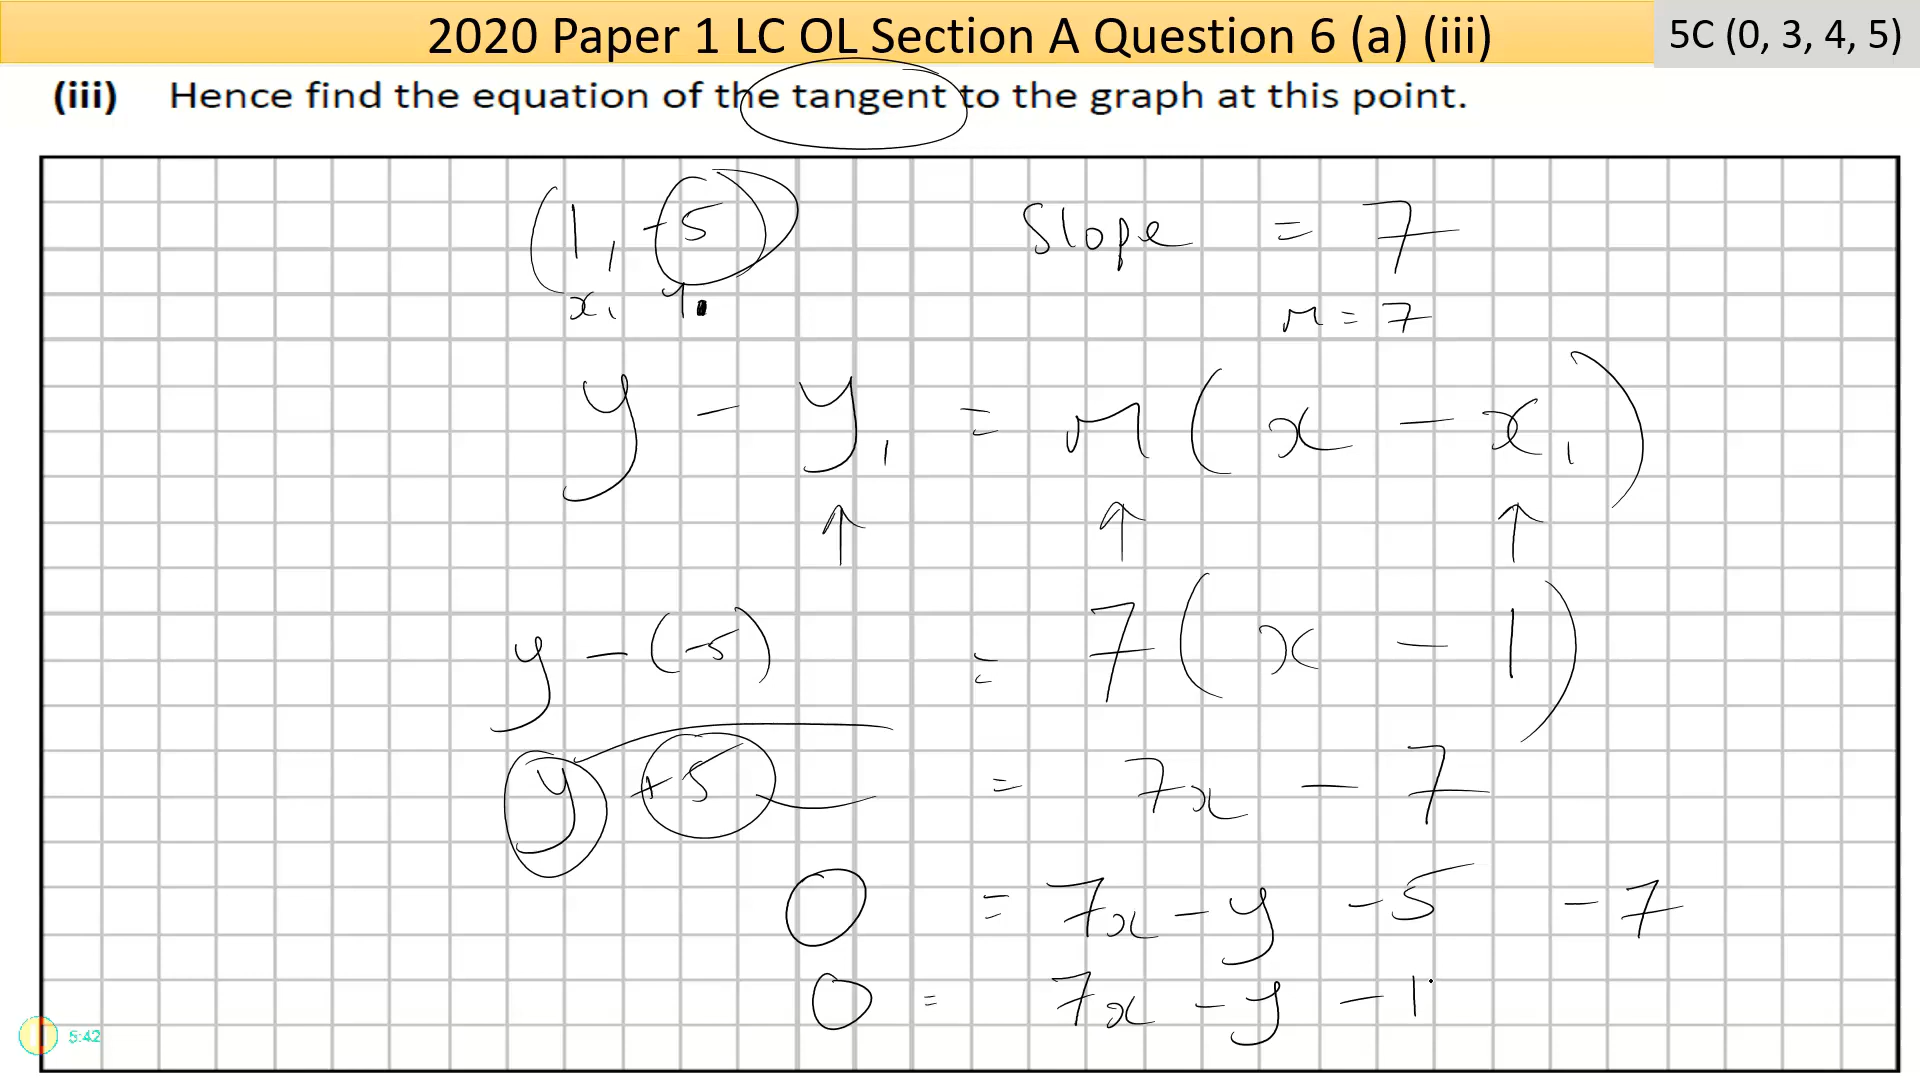 2020 Paper 1 LC OL Section A Question 6 (a) (iii) 5C (0, 3, 4, 5)
(iii) Hence find the equation of the tangent to the graph at this point.
(1, -5) Slope = 7
x₁ y m = 7
y - y₁ = m(x - x₁)
↑ ↑ ↑
y - (-5) = 7(x - 1)
y + 5 = 7x - 7
0 = 7x - y - 5 - 7
0 = 7x - y - 1
5:42